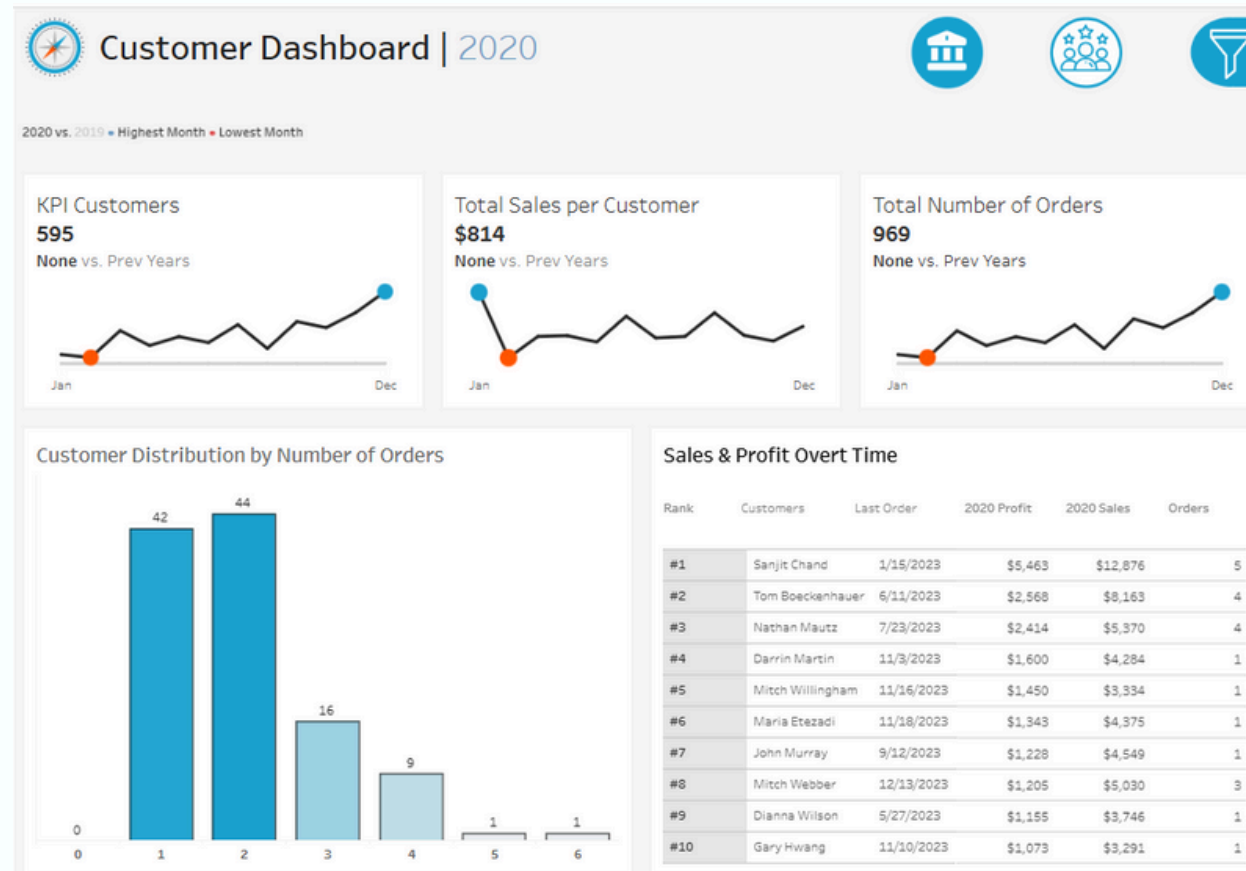 Customer Dashboard | 2020
2020 vs. 2019 • Highest Month • Lowest Month
KPI Customers
595
None vs. Prev Years
Jan Dec
Total Sales per Customer
$814
None vs. Prev Years
Jan Dec
Total Number of Orders
969
None vs. Prev Years
Jan Dec
Customer Distribution by Number of Orders
0 42 44 16 9 1 1
0 1 2 3 4 5 6
Sales & Profit Overt Time
Rank Customers Last Order 2020 Profit 2020 Sales Orders
#1 Sanjit Chand 1/15/2023 $5,463 $12,876 5
#2 Tom Boeckenhauer 6/11/2023 $2,568 $8,163 4
#3 Nathan Mautz 7/23/2023 $2,414 $5,370 4
#4 Darrin Martin 11/3/2023 $1,600 $4,284 1
#5 Mitch Willingham 11/16/2023 $1,450 $3,334 1
#6 Maria Etezadi 11/18/2023 $1,343 $4,375 1
#7 John Murray 9/12/2023 $1,228 $4,549 1
#8 Mitch Webber 12/13/2023 $1,205 $5,030 3
#9 Dianna Wilson 5/27/2023 $1,155 $3,746 1
#10 Gary Hwang 11/10/2023 $1,073 $3,291 1